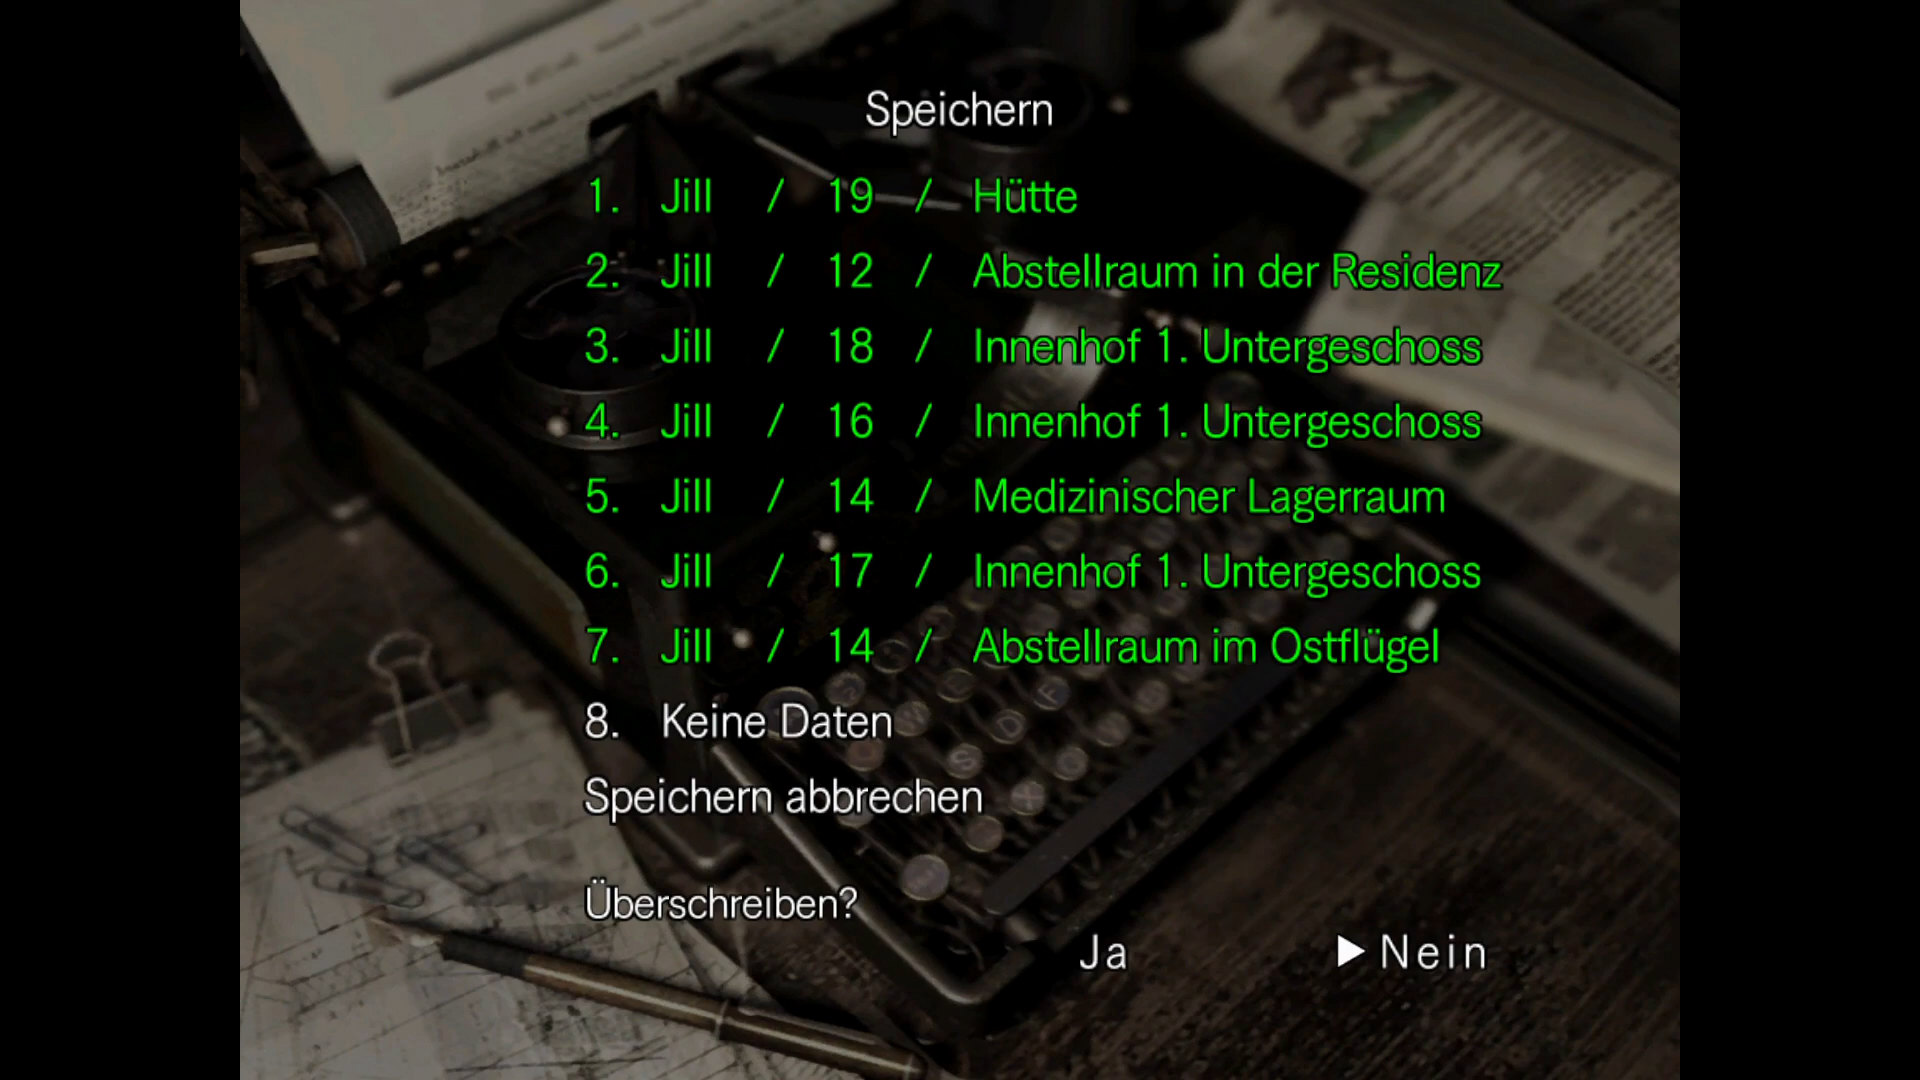 Speichern
1. Jill / 19 / Hütte
2. Jill / 12 / Abstellraum in der Residenz
3. Jill / 18 / Innenhof 1. Untergeschoss
4. Jill / 16 / Innenhof 1. Untergeschoss
5. Jill / 14 / Medizinischer Lagerraum
6. Jill / 17 / Innenhof 1. Untergeschoss
7. Jill / 14 / Abstellraum im Ostflügel
8. Keine Daten
Speichern abbrechen
Überschreiben?
Ja ▶ Nein